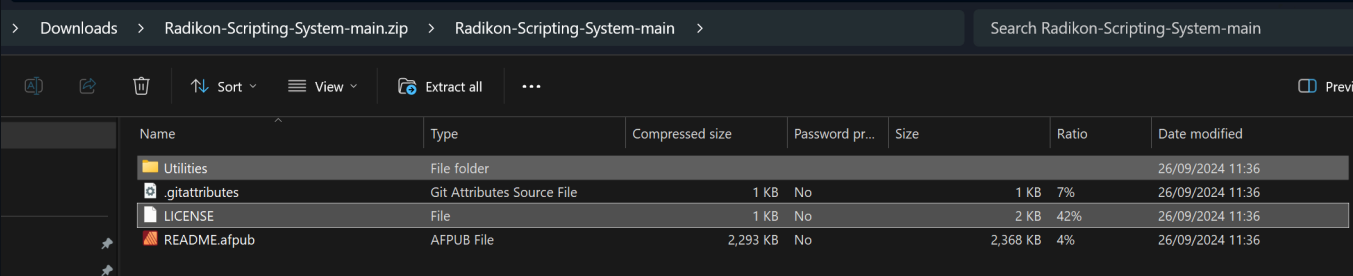 Downloads > Radikon-Scripting-System-main.zip > Radikon-Scripting-System-main > Search Radikon-Scripting-System-main
Sort View Extract all ... Previ
Name Type Compressed size Password pr... Size Ratio Date modified
Utilities File folder 26/09/2024 11:36
.gitattributes Git Attributes Source File 1 KB No 1 KB 7% 26/09/2024 11:36
LICENSE File 1 KB No 2 KB 42% 26/09/2024 11:36
README.afpub AFPUB File 2,293 KB No 2,368 KB 4% 26/09/2024 11:36